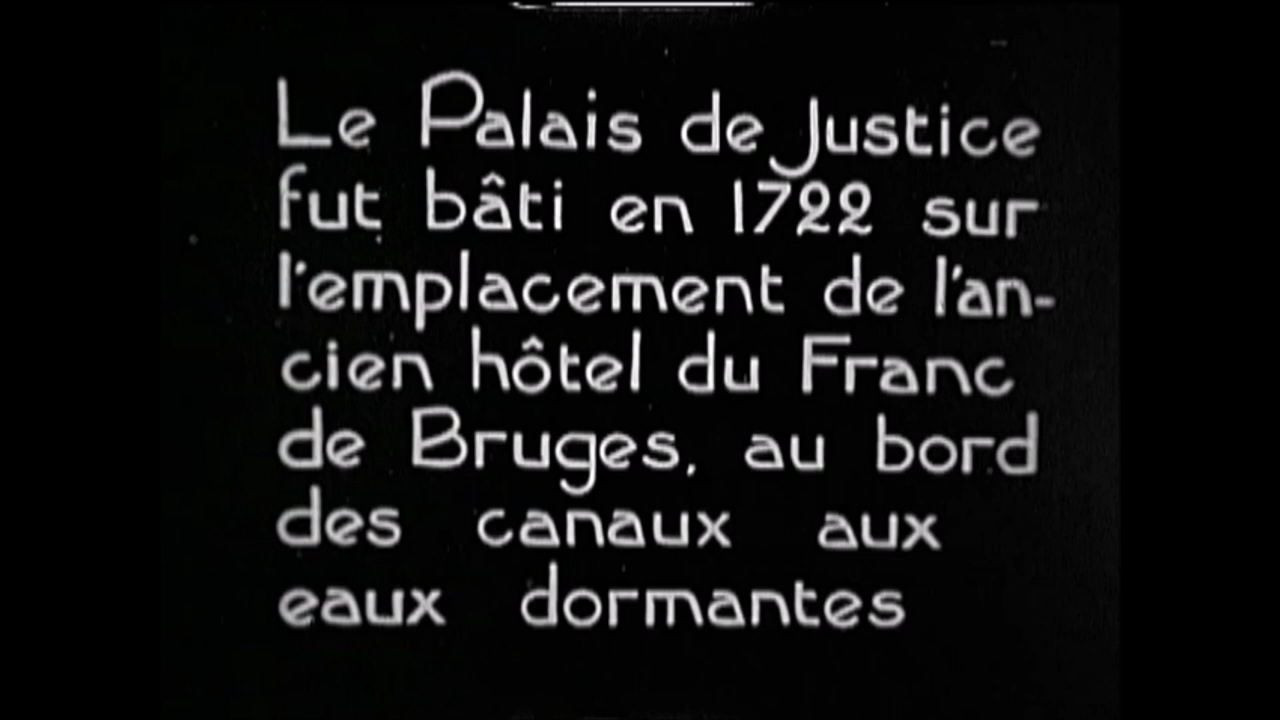 Le Palais de Justice
fut bâti en 1722 sur
l'emplacement de l'an-
cien hôtel du Franc
de Bruges, au bord
des canaux aux
eaux dormantes